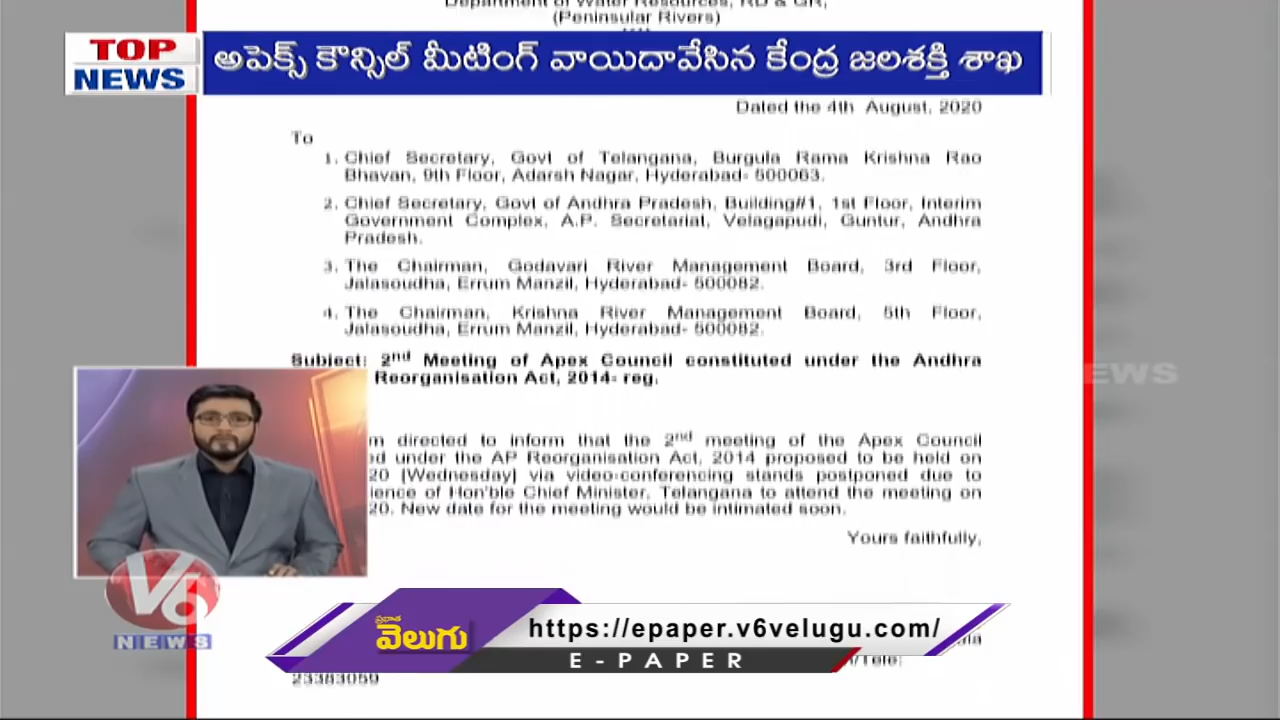 Department of Water Resources, RD & GR,
(Peninsular Rivers)
TOP
NEWS
అపెక్స్ కౌన్సిల్ మీటింగ్ వాయిదావేసిన కేంద్ర జలశక్తి శాఖ
Dated the 4th August, 2020
To
1. Chief Secretary, Govt of Telangana, Burgula Rama Krishna Rao
Bhavan, 9th Floor, Adarsh Nagar, Hyderabad- 500063.
2. Chief Secretary, Govt of Andhra Pradesh, Building#1, 1st Floor, Interim
Government Complex, A.P. Secretariat, Velagapudi, Guntur, Andhra
Pradesh.
3. The Chairman, Godavari River Management Board, 3rd Floor,
Jalasoudha, Errum Manzil, Hyderabad- 500082.
4. The Chairman, Krishna River Management Board, 5th Floor,
Jalasoudha, Errum Manzil, Hyderabad- 500082.
Subject: 2nd Meeting of Apex Council constituted under the Andhra
Reorganisation Act, 2014- reg.
directed to inform that the 2nd meeting of the Apex Council
under the AP Reorganisation Act, 2014 proposed to be held on
20 (Wednesday) via video-conferencing stands postponed due to
of Hon'ble Chief Minister, Telangana to attend the meeting on
20. New date for the meeting would be intimated soon.
Yours faithfully,
EWS
V6
NEWS
ప్రభాత
వెలుగు
https://epaper.v6velugu.com/
E-PAPER
/Tele:
23383059